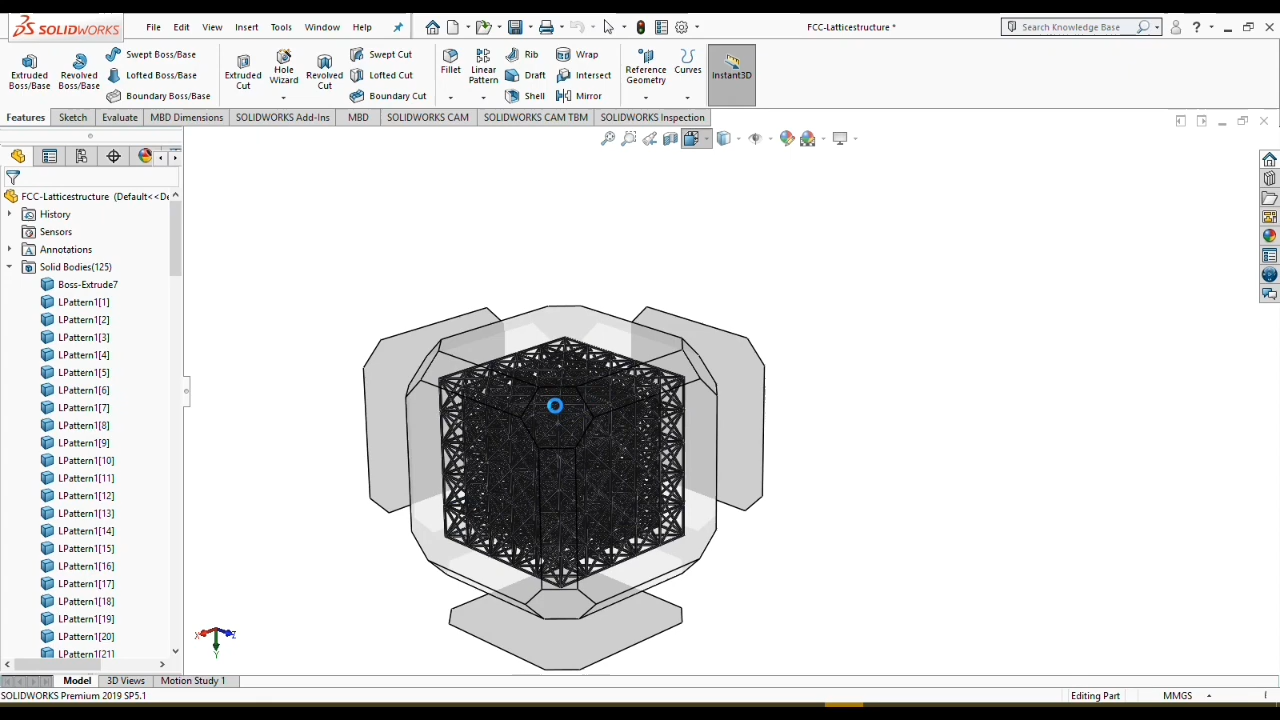 SOLIDWORKS File Edit View Insert Tools Window Help FCC-Latticestructure * Search Knowledge Base ?
Extruded Boss/Base
Revolved Boss/Base
Swept Boss/Base
Lofted Boss/Base
Boundary Boss/Base
Extruded Cut
Hole Wizard
Revolved Cut
Swept Cut
Lofted Cut
Boundary Cut
Fillet
Linear Pattern
Rib
Draft
Shell
Wrap
Intersect
Mirror
Reference Geometry
Curves
Instant3D
Features Sketch Evaluate MBD Dimensions SOLIDWORKS Add-Ins MBD SOLIDWORKS CAM SOLIDWORKS CAM TBM SOLIDWORKS Inspection
FCC-Latticestructure (Default<<De
History
Sensors
Annotations
Solid Bodies(125)
Boss-Extrude7
LPattern1[1]
LPattern1[2]
LPattern1[3]
LPattern1[4]
LPattern1[5]
LPattern1[6]
LPattern1[7]
LPattern1[8]
LPattern1[9]
LPattern1[10]
LPattern1[11]
LPattern1[12]
LPattern1[13]
LPattern1[14]
LPattern1[15]
LPattern1[16]
LPattern1[17]
LPattern1[18]
LPattern1[19]
LPattern1[20]
LPattern1[21]
X Z
Y
Model 3D Views Motion Study 1
SOLIDWORKS Premium 2019 SP5.1 Editing Part MMGS